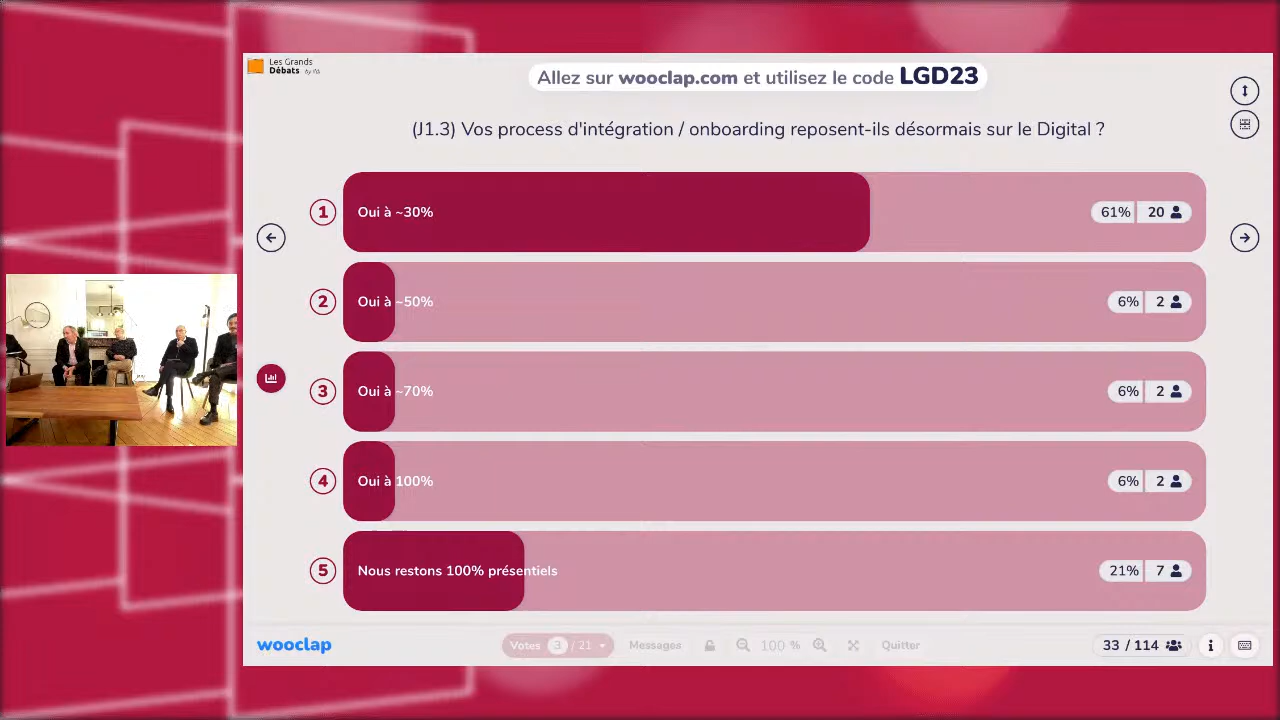 Les Grands
Débats by ifis
Allez sur wooclap.com et utilisez le code LGD23
(J1.3) Vos process d'intégration / onboarding reposent-ils désormais sur le Digital ?
1 Oui à ~30% 61% 20
2 Oui à ~50% 6% 2
3 Oui à ~70% 6% 2
4 Oui à 100% 6% 2
5 Nous restons 100% présentiels 21% 7
wooclap Votes 3 / 21 Messages 100 % Quitter 33 / 114